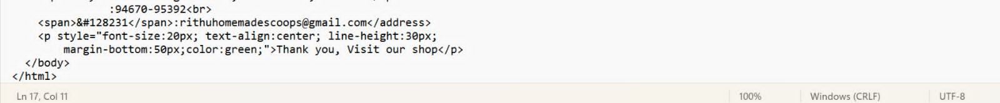 :94670-95392<br>
<span>&#128231</span>:rithuhomemadescoops@gmail.com</address>
<p style="font-size:20px; text-align:center; line-height:30px;
margin-bottom:50px;color:green;">Thank you, Visit our shop</p>
</body>
</html>
Ln 17, Col 11 100% Windows (CRLF) UTF-8